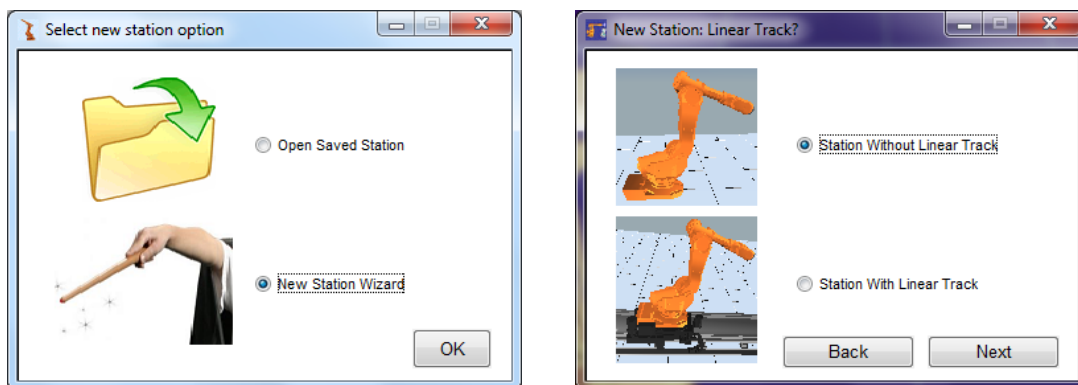 Select new station option
Open Saved Station
New Station Wizard
OK
New Station: Linear Track?
Station Without Linear Track
Station With Linear Track
Back
Next